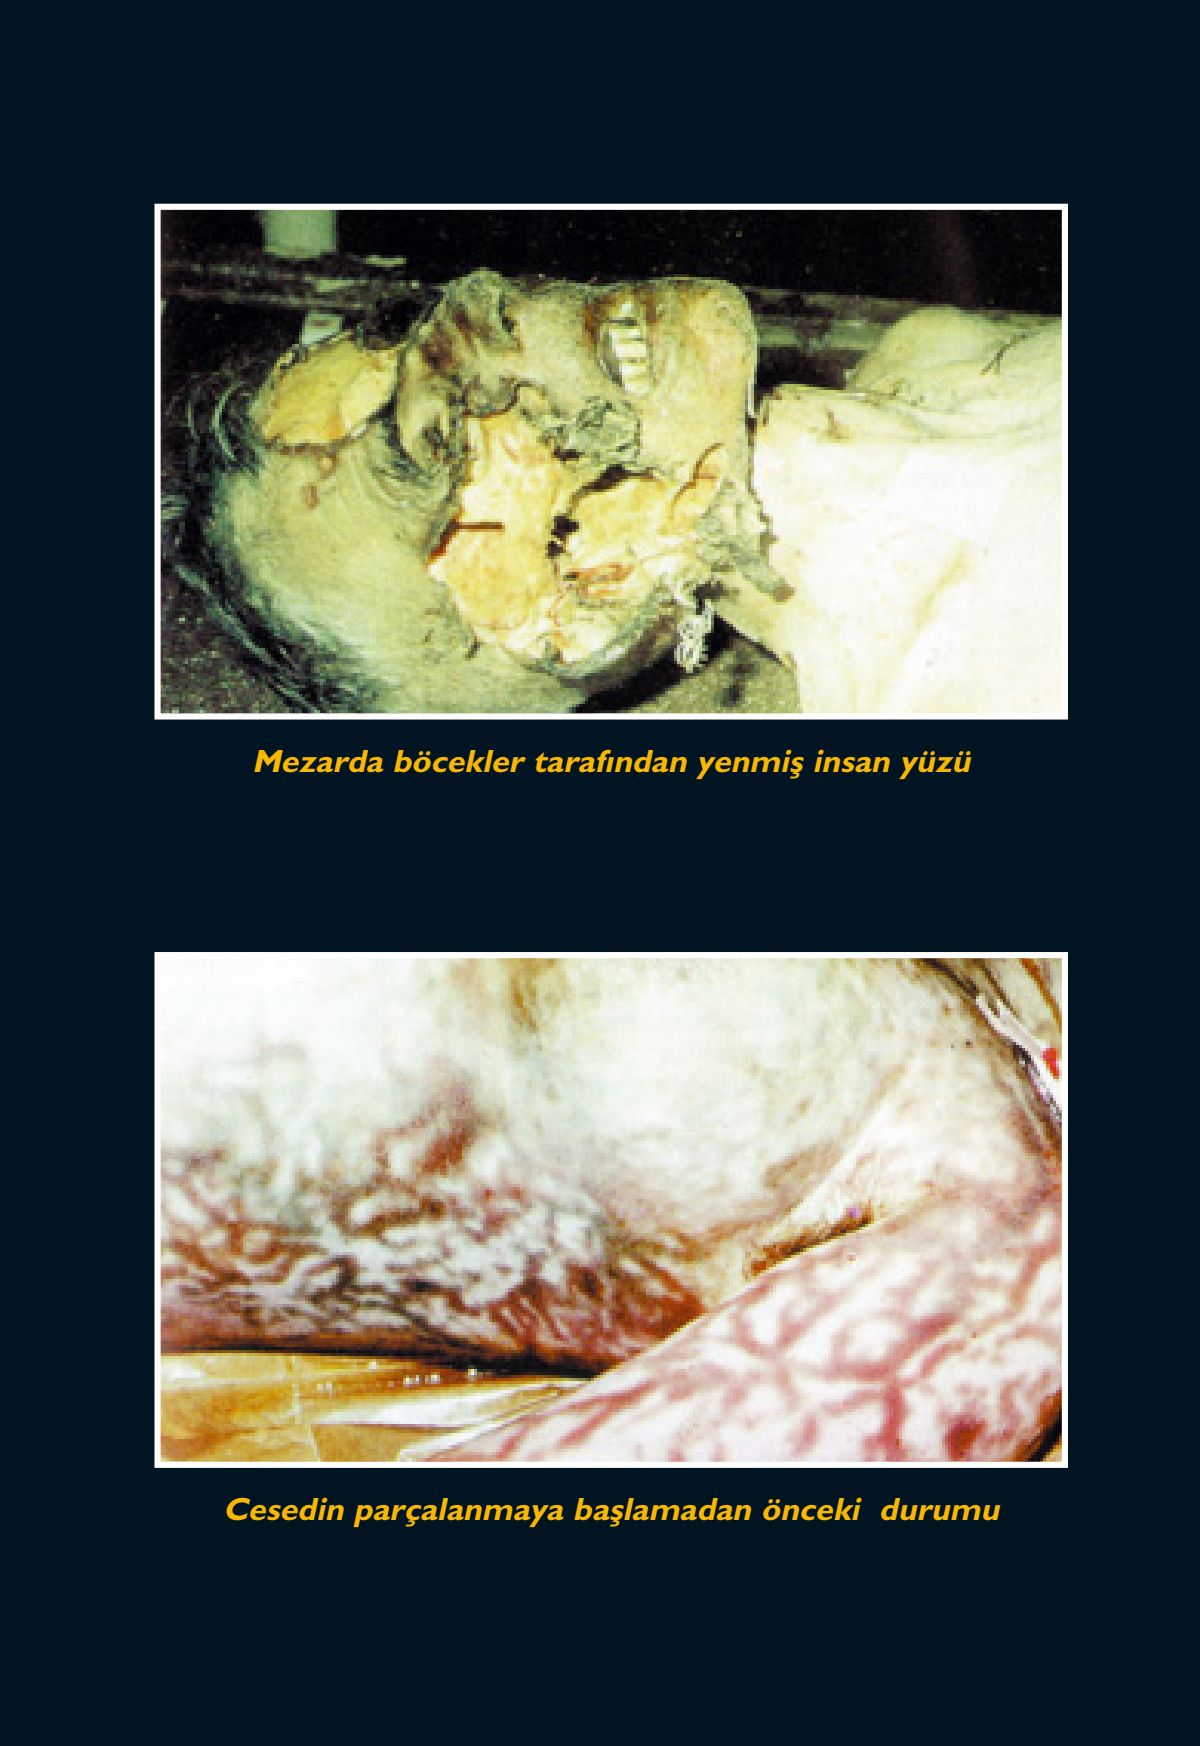 Mezarda böcekler tarafından yenmiş insan yüzü
Cesedin parçalanmaya başlamadan önceki durumu